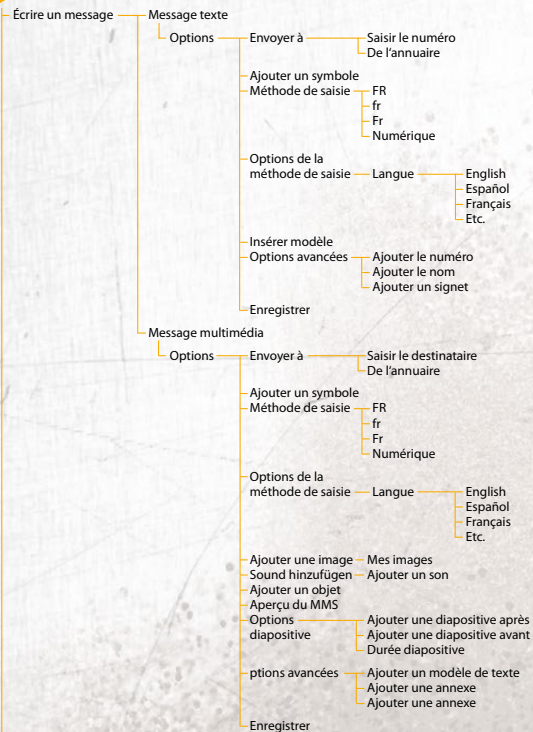 Écrire un message Message texte
Options Envoyer à Saisir le numéro
De l'annuaire
Ajouter un symbole
Méthode de saisie FR
fr
Fr
Numérique
Options de la
méthode de saisie Langue English
Español
Français
Etc.
Insérer modèle
Options avancées Ajouter le numéro
Ajouter le nom
Ajouter un signet
Enregistrer
Message multimédia
Options Envoyer à Saisir le destinataire
De l'annuaire
Ajouter un symbole
Méthode de saisie FR
fr
Fr
Numérique
Options de la
méthode de saisie Langue English
Español
Français
Etc.
Ajouter une image Mes images
Sound hinzufügen Ajouter un son
Ajouter un objet
Aperçu du MMS
Options Ajouter une diapositive après
diapositive Ajouter une diapositive avant
Durée diapositive
ptions avancées Ajouter un modèle de texte
Ajouter une annexe
Ajouter une annexe
Enregistrer